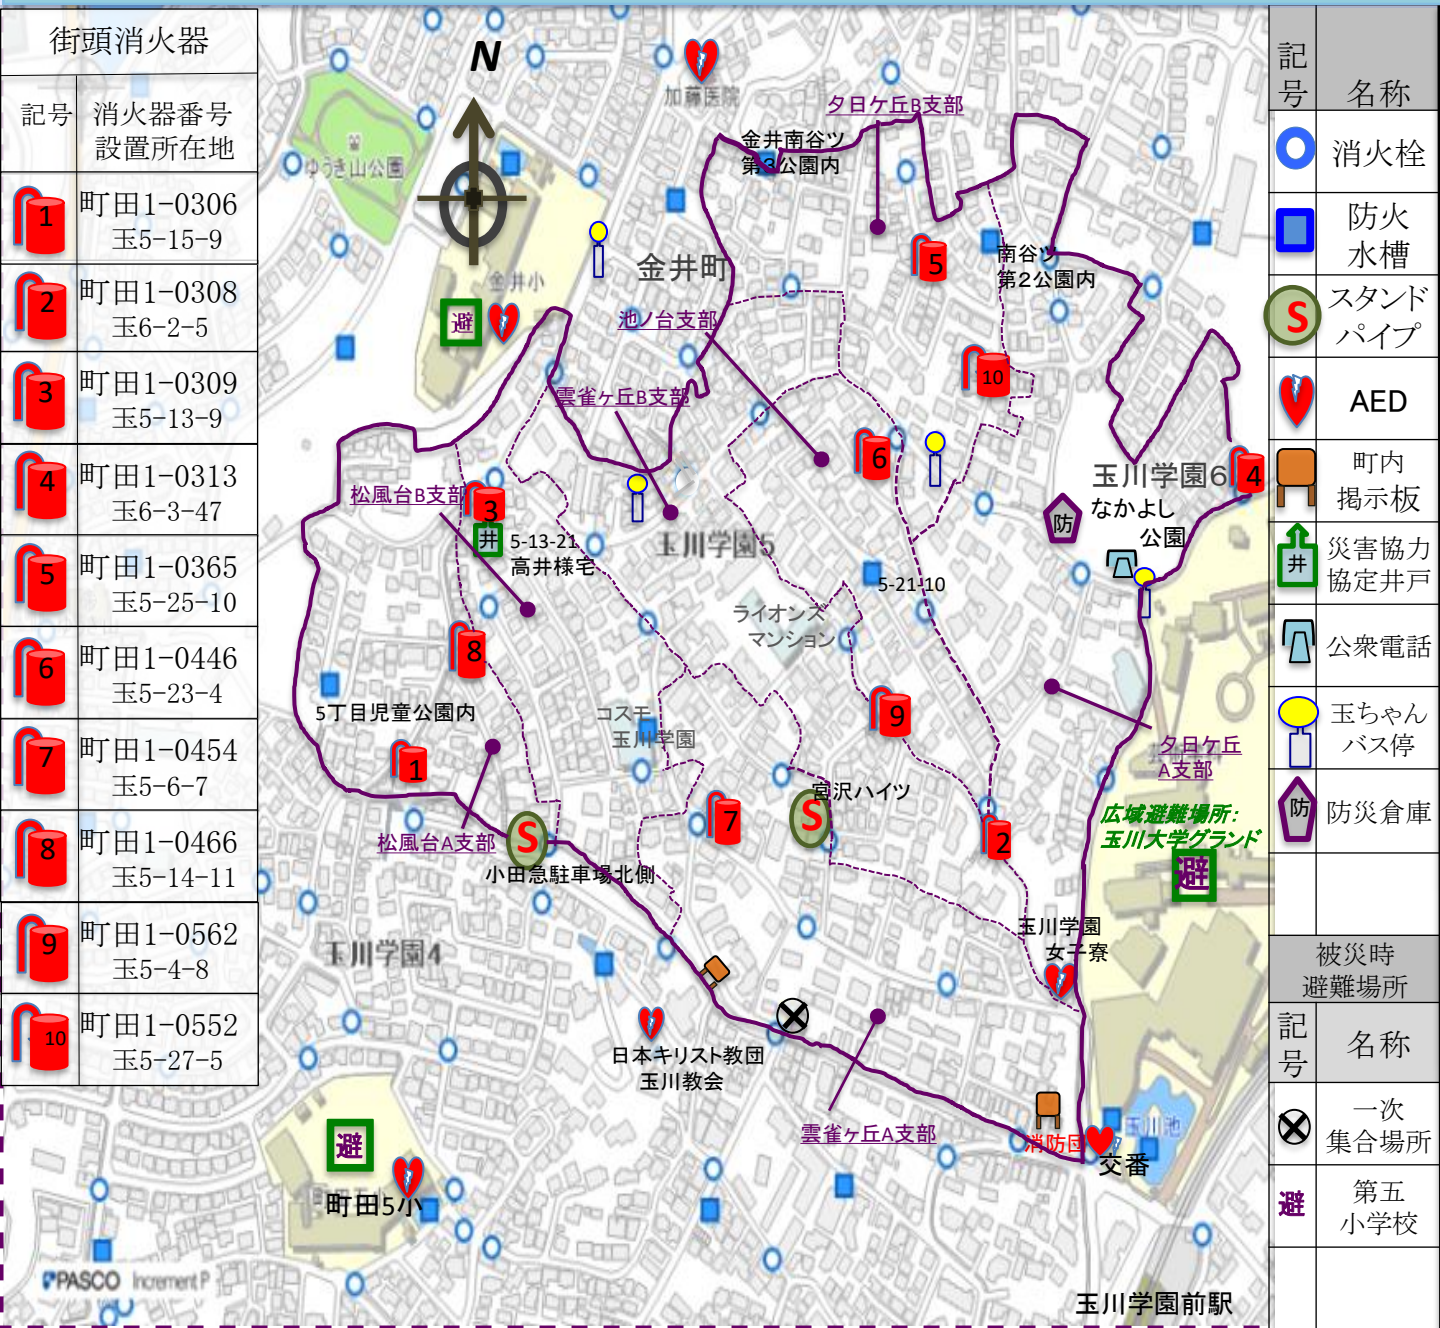 街頭消火器
記号
消火器番号
設置所在地
1
町田1-0306
玉5-15-9
2
町田1-0308
玉6-2-5
3
町田1-0309
玉5-13-9
4
町田1-0313
玉6-3-47
5
町田1-0365
玉5-25-10
6
町田1-0446
玉5-23-4
7
町田1-0454
玉5-6-7
8
町田1-0466
玉5-14-11
9
町田1-0562
玉5-4-8
10
町田1-0552
玉5-27-5
N
加藤医院
夕日ケ丘B支部
金井南谷ツ
第3公園内
ゆうき山公園
金井小
避
金井町
5
南谷ツ
第2公園内
池ノ台支部
10
雲雀ヶ丘B支部
6
玉川学園6
4
なかよし
公園
防
松風台B支部
3
井
5-13-21
高井様宅
玉川学園5
5-21-10
ライオンズ
マンション
8
5丁目児童公園内
コスモ
玉川学園
9
1
夕日ケ丘
A支部
宮沢ハイツ
S
7
2
広域避難場所:
玉川大学グランド
避
松風台A支部
S
小田急駐車場北側
玉川学園
女子寮
玉川学園4
日本キリスト教団
玉川教会
雲雀ヶ丘A支部
消防団
交番
玉川池
避
町田5小
PASCO Increment P
玉川学園前駅
記号
名称
消火栓
防火
水槽
S
スタンド
パイプ
AED
町内
掲示板
井
災害協力
協定井戸
公衆電話
玉ちゃん
バス停
防
防災倉庫
被災時
避難場所
記号
名称
一次
集合場所
避
第五
小学校